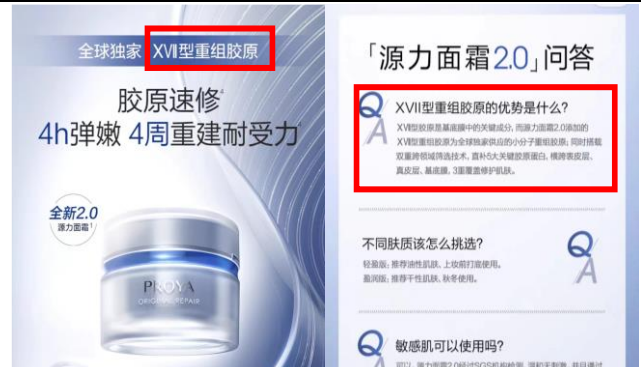 全球独家 XVII型重组胶原
胶原速修
4h弹嫩 4周重建耐受力
全新2.0
源力面霜
PROYA
「源力面霜2.0」问答
Q
A
XVII型重组胶原的优势是什么?
XVII型胶原是基底膜中的关键成分, 而源力面霜2.0添加的
XVII型重组胶原为全球独家供应的小分子重组胶原; 同时搭载
双重跨领域筛选技术, 直补5大关键胶原蛋白, 横跨表皮层、
真皮层、基底膜, 3重覆盖修护肌肤。
不同肤质该怎么挑选?
轻盈版: 推荐油性肌肤、上妆前打底使用。
盈润版: 推荐干性肌肤、秋冬使用。
Q
A
Q
敏感肌可以使用吗?